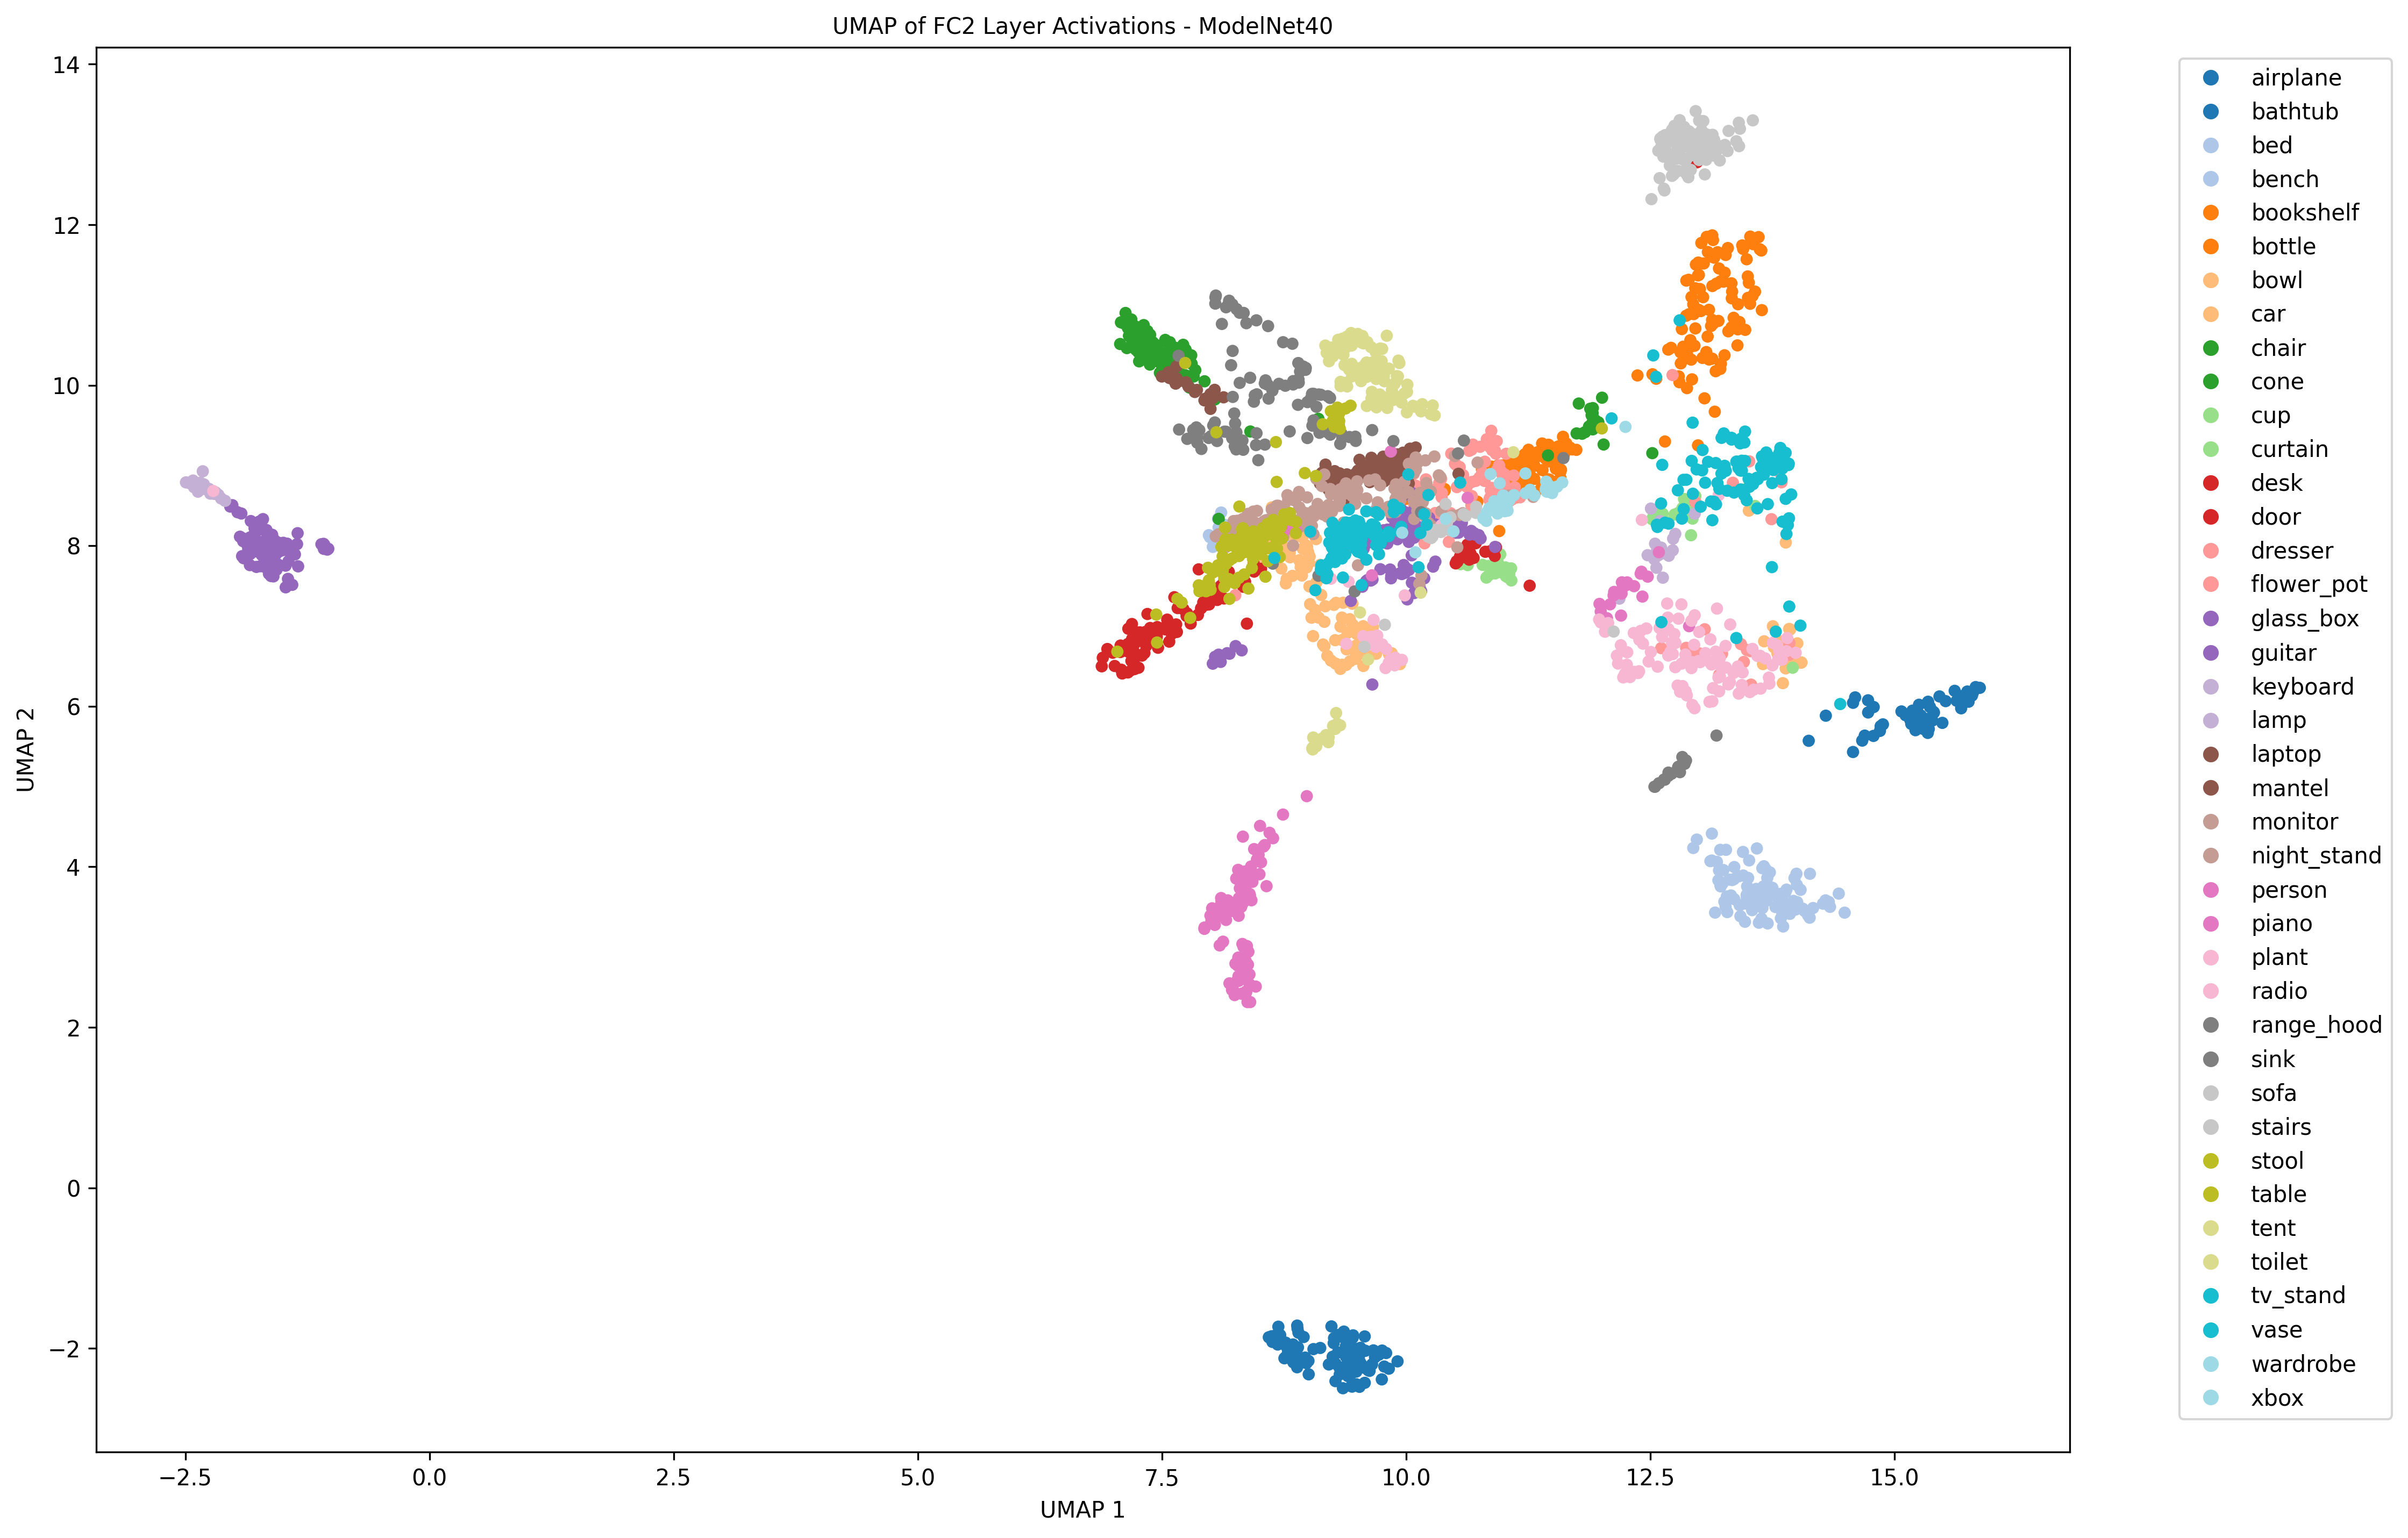 UMAP of FC2 Layer Activations - ModelNet40
14
12
10
8
6
4
2
0
−2
UMAP 2
−2.5
0.0
2.5
5.0
7.5
10.0
12.5
15.0
UMAP 1
airplane
bathtub
bed
bench
bookshelf
bottle
bowl
car
chair
cone
cup
curtain
desk
door
dresser
flower_pot
glass_box
guitar
keyboard
lamp
laptop
mantel
monitor
night_stand
person
piano
plant
radio
range_hood
sink
sofa
stairs
stool
table
tent
toilet
tv_stand
vase
wardrobe
xbox